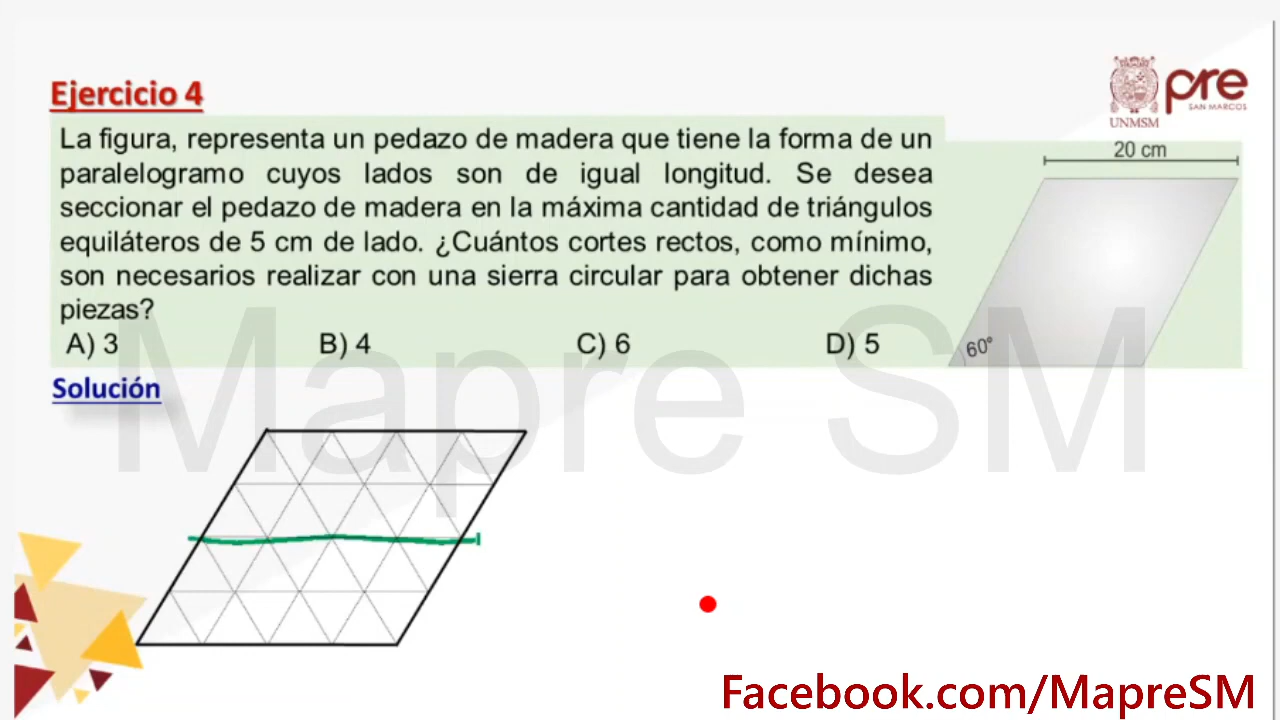 Ejercicio 4
UNMSM
pre
SAN MARCOS
La figura, representa un pedazo de madera que tiene la forma de un
paralelogramo cuyos lados son de igual longitud. Se desea
seccionar el pedazo de madera en la máxima cantidad de triángulos
equiláteros de 5 cm de lado. ¿Cuántos cortes rectos, como mínimo,
son necesarios realizar con una sierra circular para obtener dichas
piezas?
A) 3 B) 4 C) 6 D) 5
20 cm
60°
Solución
Mapre SM
Facebook.com/MapreSM